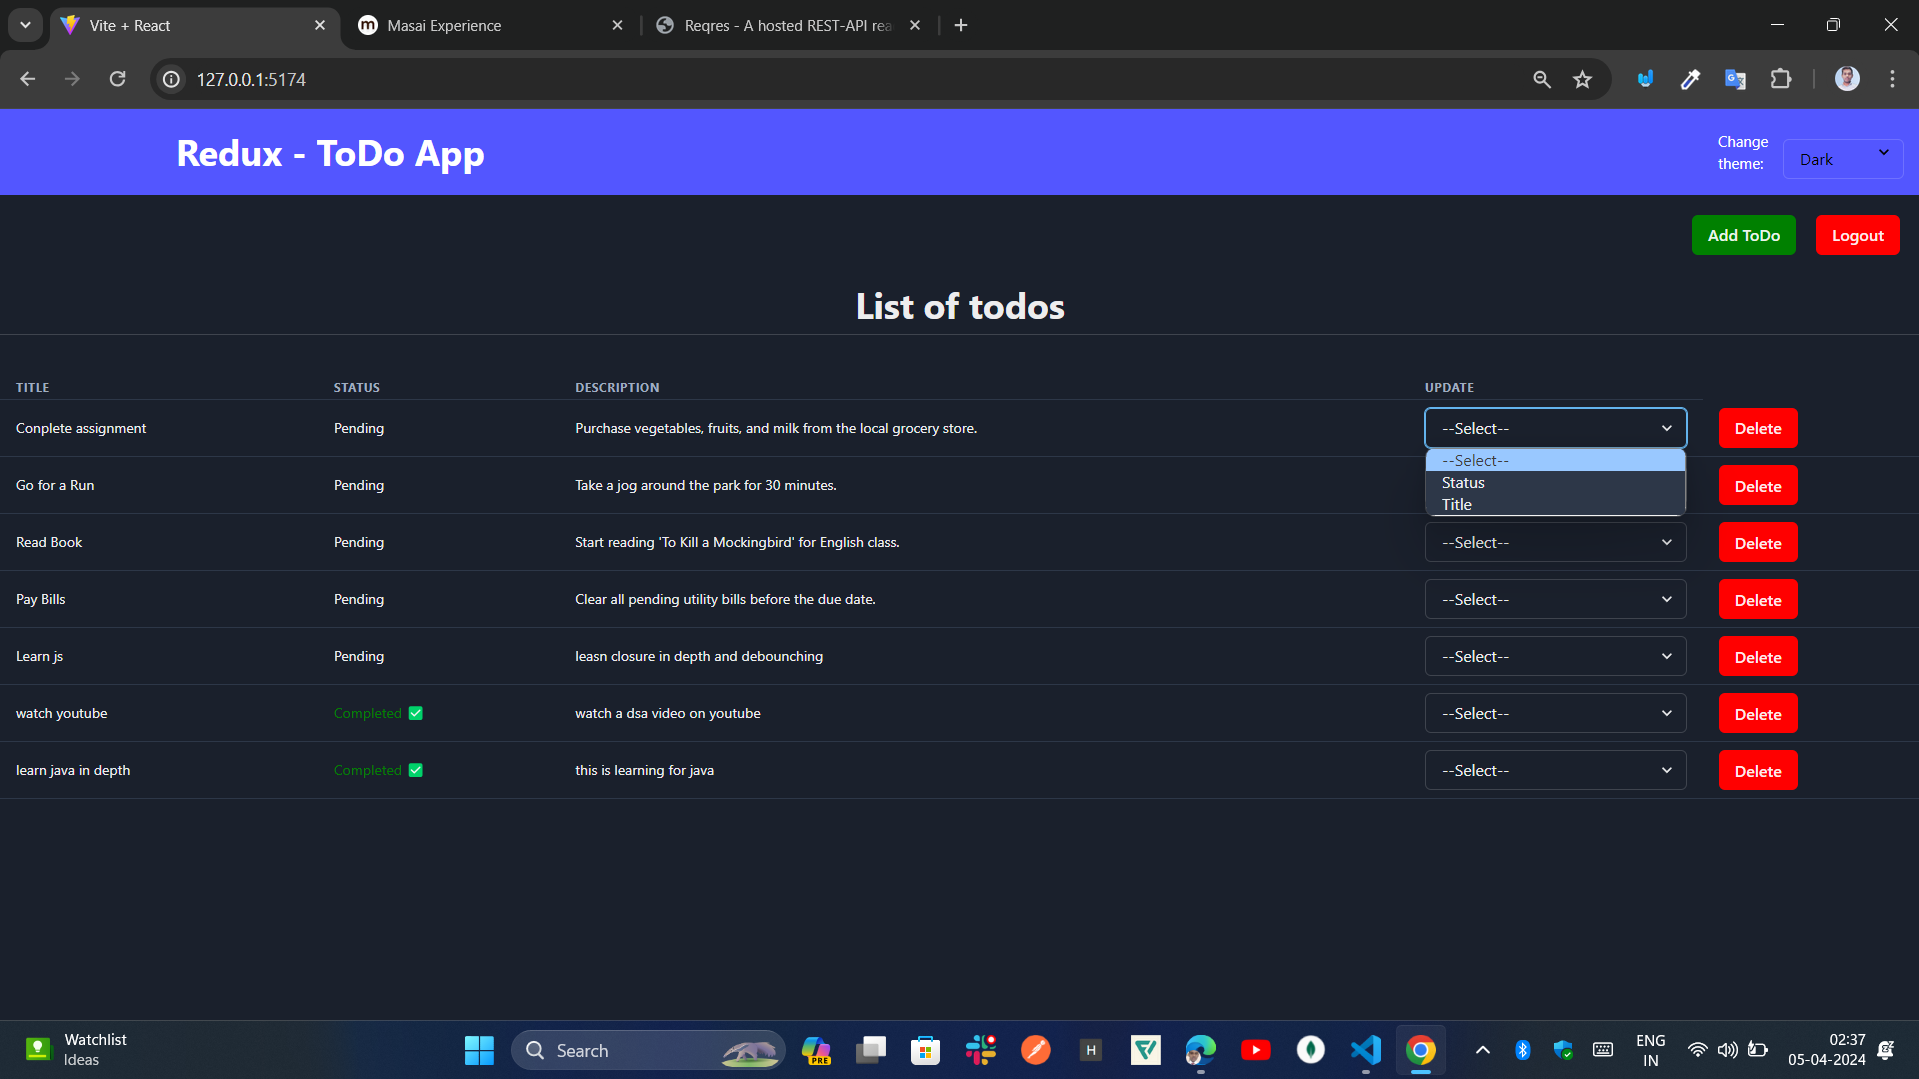 Vite + React
Masai Experience
Reqres - A hosted REST-API rea
127.0.0.1:5174
Redux - ToDo App
Change
theme:
Dark
Add ToDo
Logout
List of todos
TITLE STATUS DESCRIPTION UPDATE
Conplete assignment Pending Purchase vegetables, fruits, and milk from the local grocery store. --Select-- Delete
--Select--
Status
Title
Go for a Run Pending Take a jog around the park for 30 minutes. Delete
Read Book Pending Start reading 'To Kill a Mockingbird' for English class. --Select-- Delete
Pay Bills Pending Clear all pending utility bills before the due date. --Select-- Delete
Learn js Pending leasn closure in depth and debounching --Select-- Delete
watch youtube Completed ✅ watch a dsa video on youtube --Select-- Delete
learn java in depth Completed ✅ this is learning for java --Select-- Delete
Watchlist
Ideas
Search
PRE
H
ENG
IN
02:37
05-04-2024